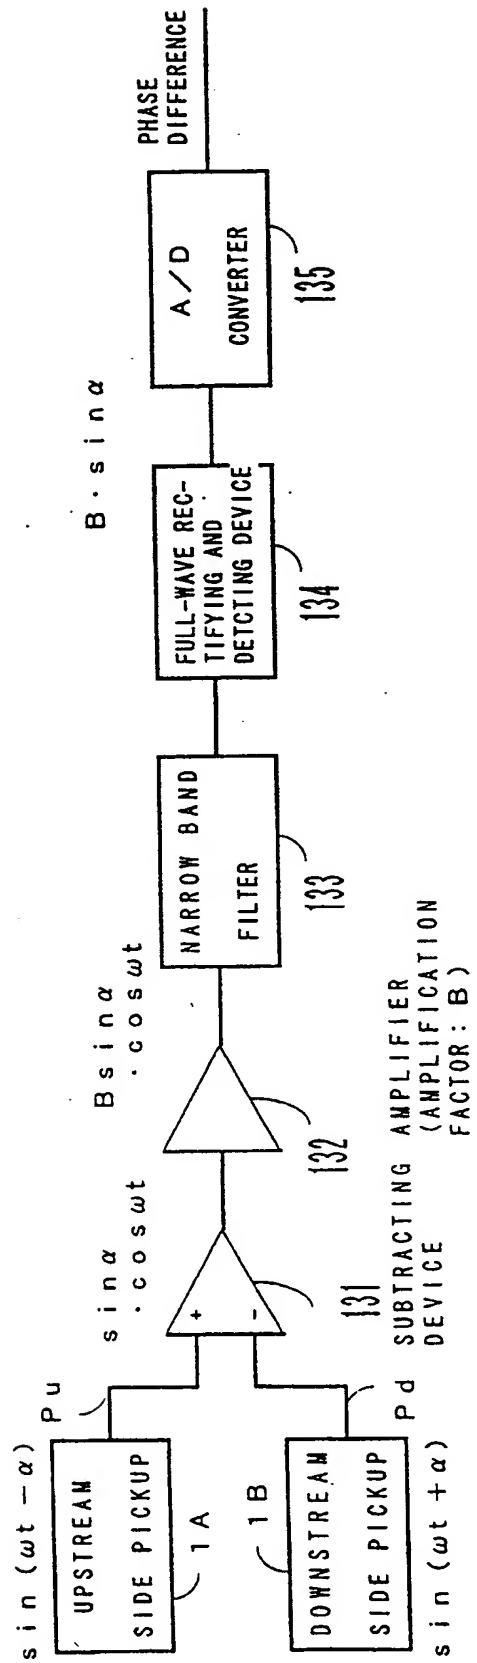 sin (ωt − α)
UPSTREAM
SIDE PICKUP
1A
Pu
1B
DOWNSTREAM
SIDE PICKUP
sin (ωt + α)
Pd
sinα
·cosωt
+
−
131
SUBTRACTING
DEVICE
Bsinα
·cosωt
132
AMPLIFIER
(AMPLIFICATION
FACTOR: B)
NARROW BAND
FILTER
133
B·sinα
FULL-WAVE REC-
TIFYING AND
DETCTING DEVICE
134
A/D
CONVERTER
135
PHASE
DIFFERENCE